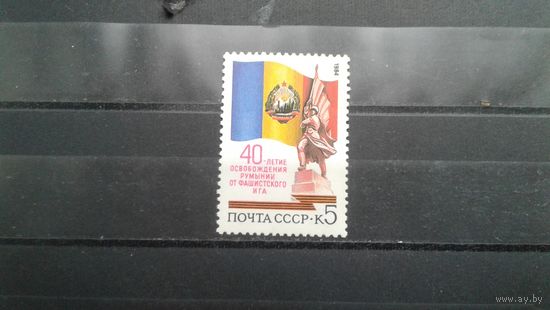 1984
40-ЛЕТИЕ
ОСВОБОЖДЕНИЯ
РУМЫНИИ
ОТ ФАШИСТСКОГО
ИГА
ПОЧТА СССР·К5
www.ay.by